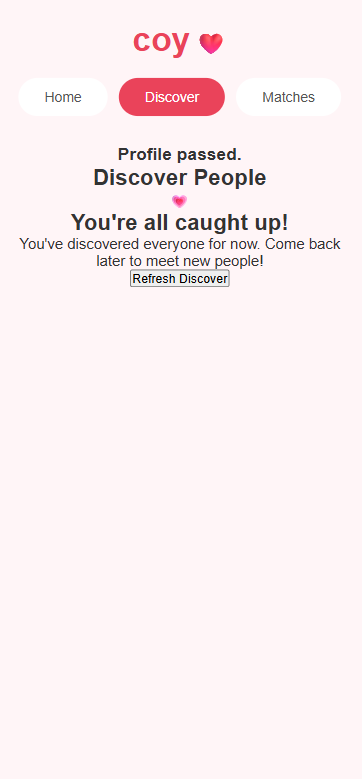 coy
Home
Discover
Matches
Profile passed.
Discover People
You're all caught up!
You've discovered everyone for now. Come back
later to meet new people!
Refresh Discover